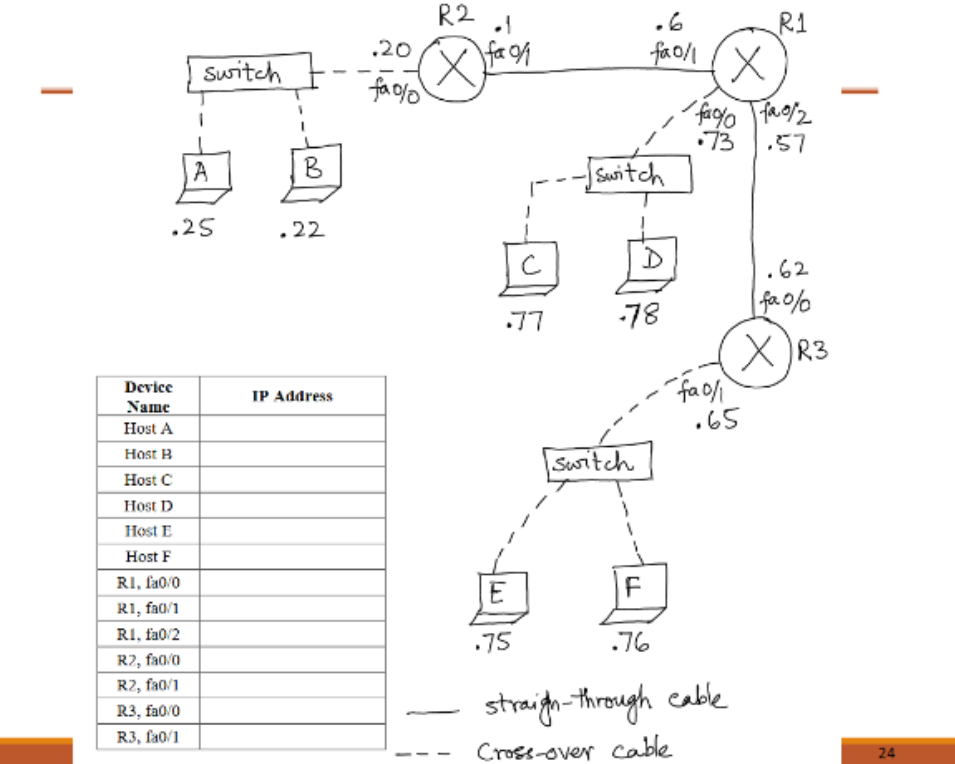 R2
.1
.6
R1
.20
fa0/1
fa0/1
switch
fa0/0
fa0/0
fa0/2
.73
.57
A
B
switch
.25
.22
C
D
.62
fa0/0
.77
.78
R3
fa0/1
.65
switch
Device Name
IP Address
Host A
Host B
Host C
Host D
Host E
Host F
R1, fa0/0
R1, fa0/1
R1, fa0/2
R2, fa0/0
R2, fa0/1
R3, fa0/0
R3, fa0/1
E
F
.75
.76
straign-through cable
Cross-over cable
24